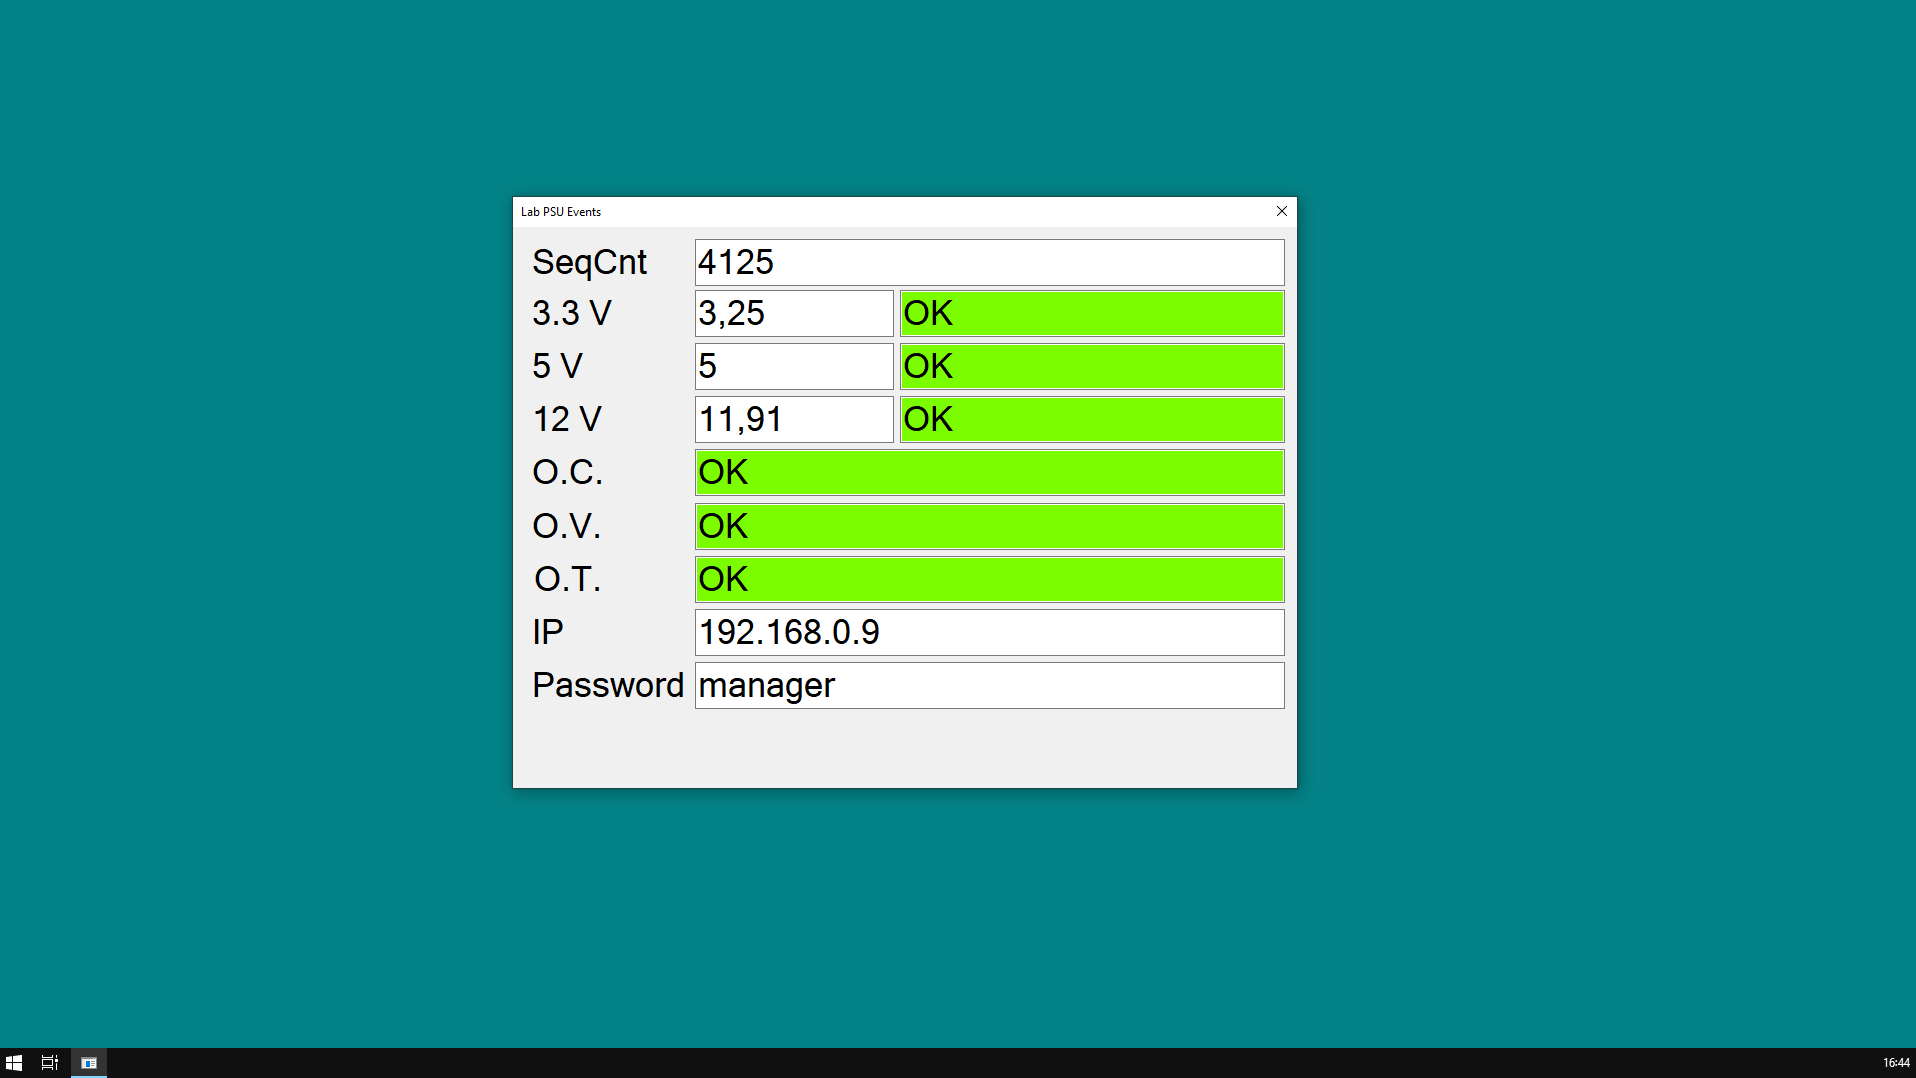 Lab PSU Events
SeqCnt 4125
3.3 V 3,25 OK
5 V 5 OK
12 V 11,91 OK
O.C. OK
O.V. OK
O.T. OK
IP 192.168.0.9
Password manager
16:44